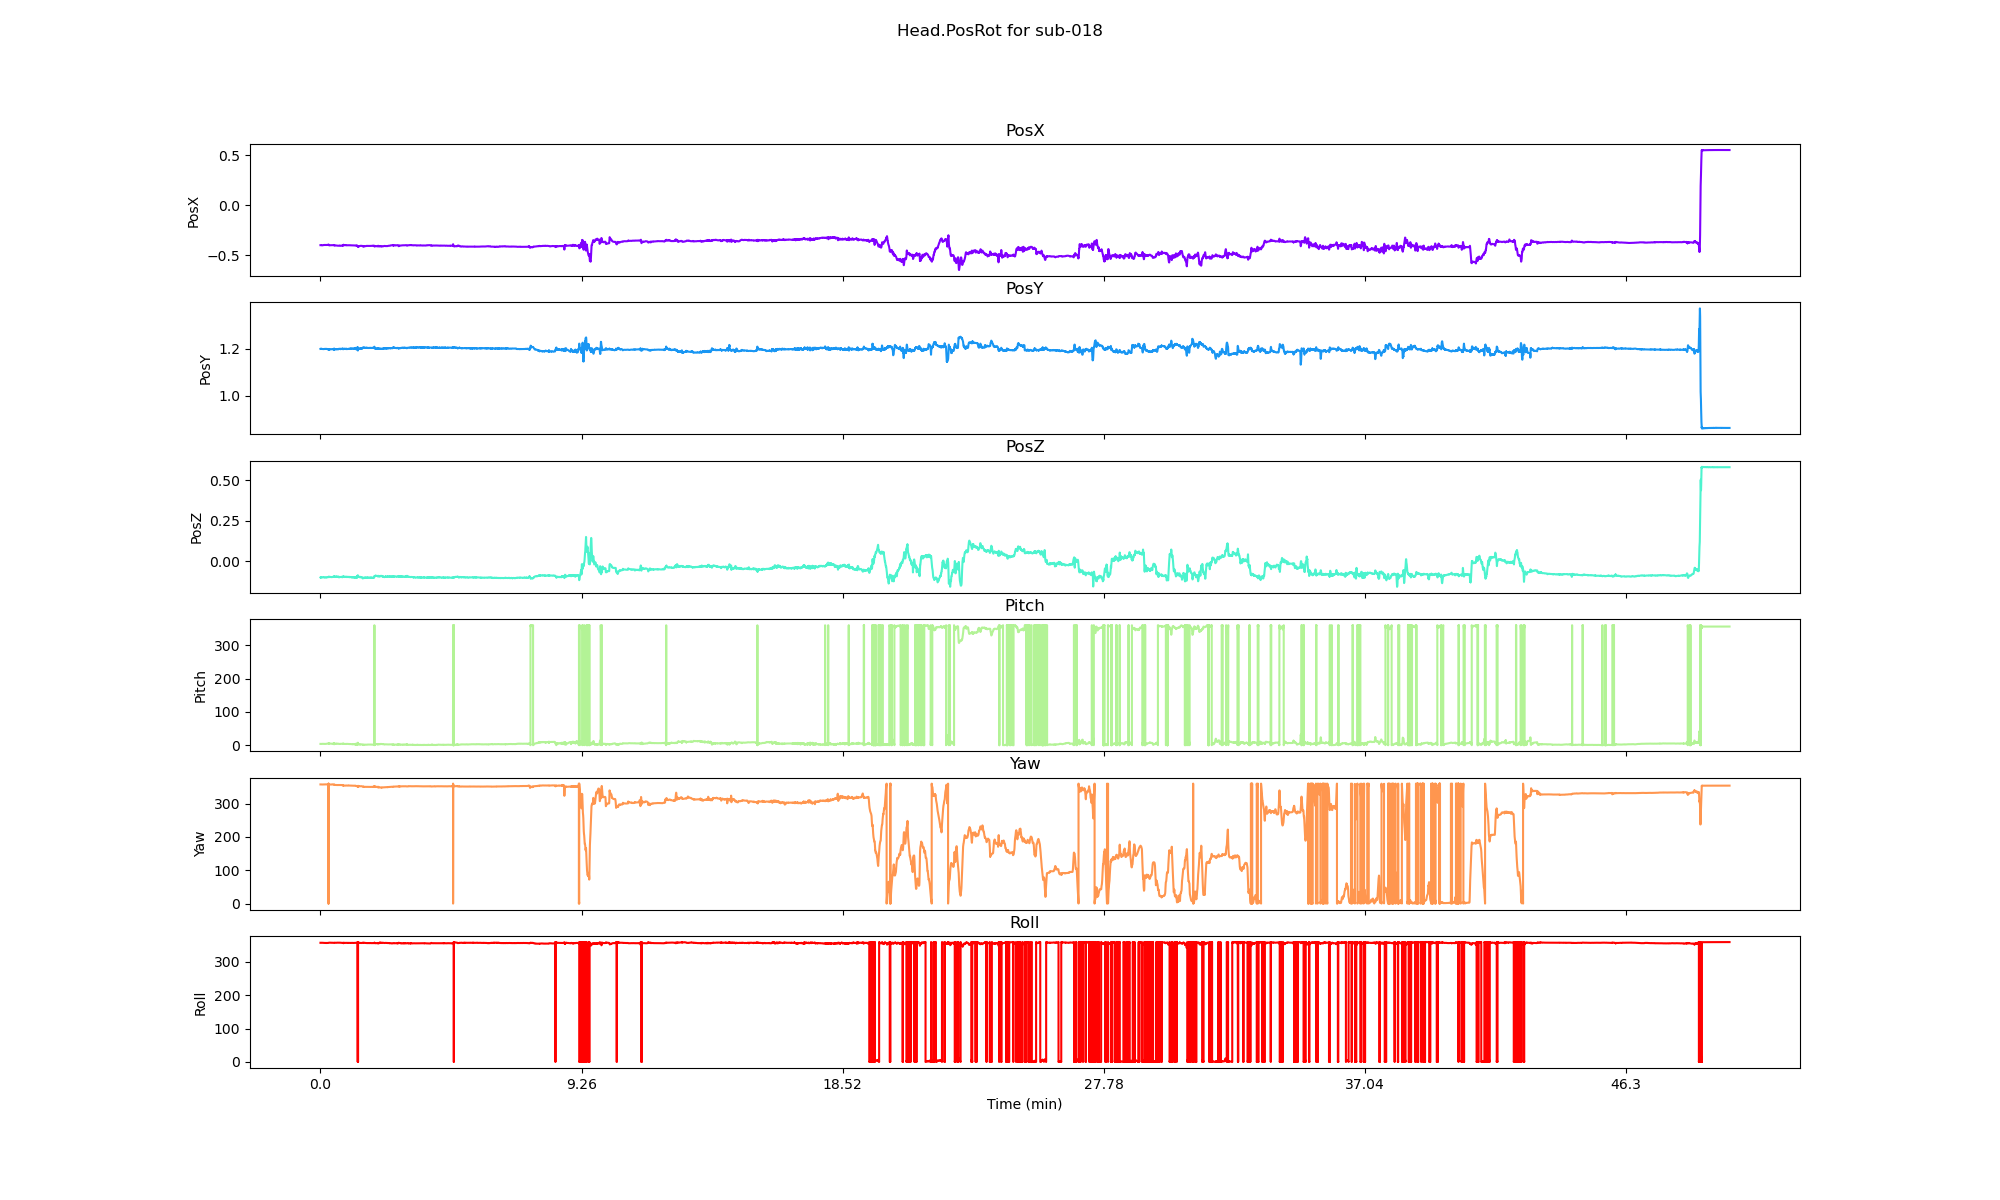 Head.PosRot for sub-018
PosX
PosX
0.5
0.0
−0.5
PosY
PosY
1.2
1.0
PosZ
PosZ
0.50
0.25
0.00
Pitch
Pitch
300
200
100
0
Yaw
Yaw
300
200
100
0
Roll
Roll
300
200
100
0
0.0 9.26 18.52 27.78 37.04 46.3
Time (min)